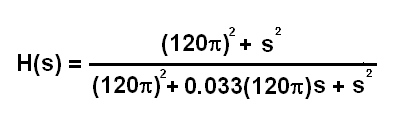 H(s) = (120π)² + s² / (120π)² + 0.033(120π)s + s²